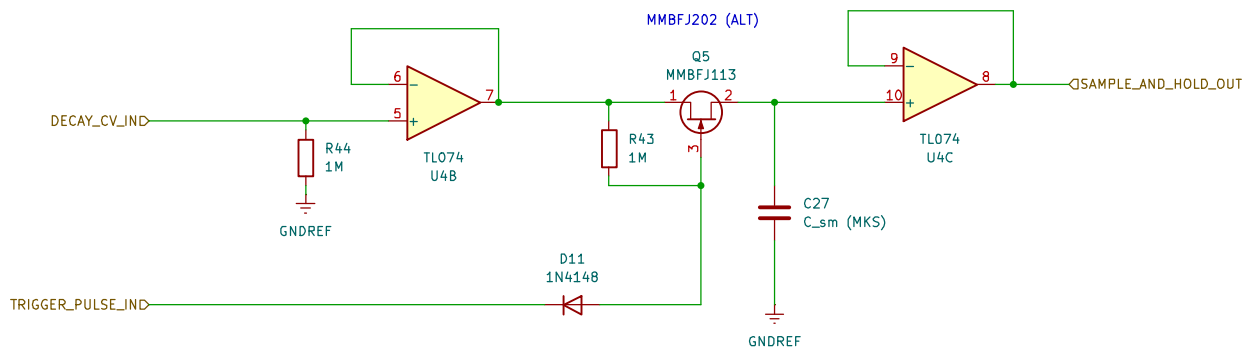 MMBFJ202 (ALT)
Q5
MMBFJ113
6
7
5
1
2
3
9
8
10
DECAY_CV_IN
SAMPLE_AND_HOLD_OUT
R44
1M
TL074
U4B
R43
1M
TL074
U4C
GNDREF
C27
C_sm (MKS)
D11
1N4148
TRIGGER_PULSE_IN
GNDREF